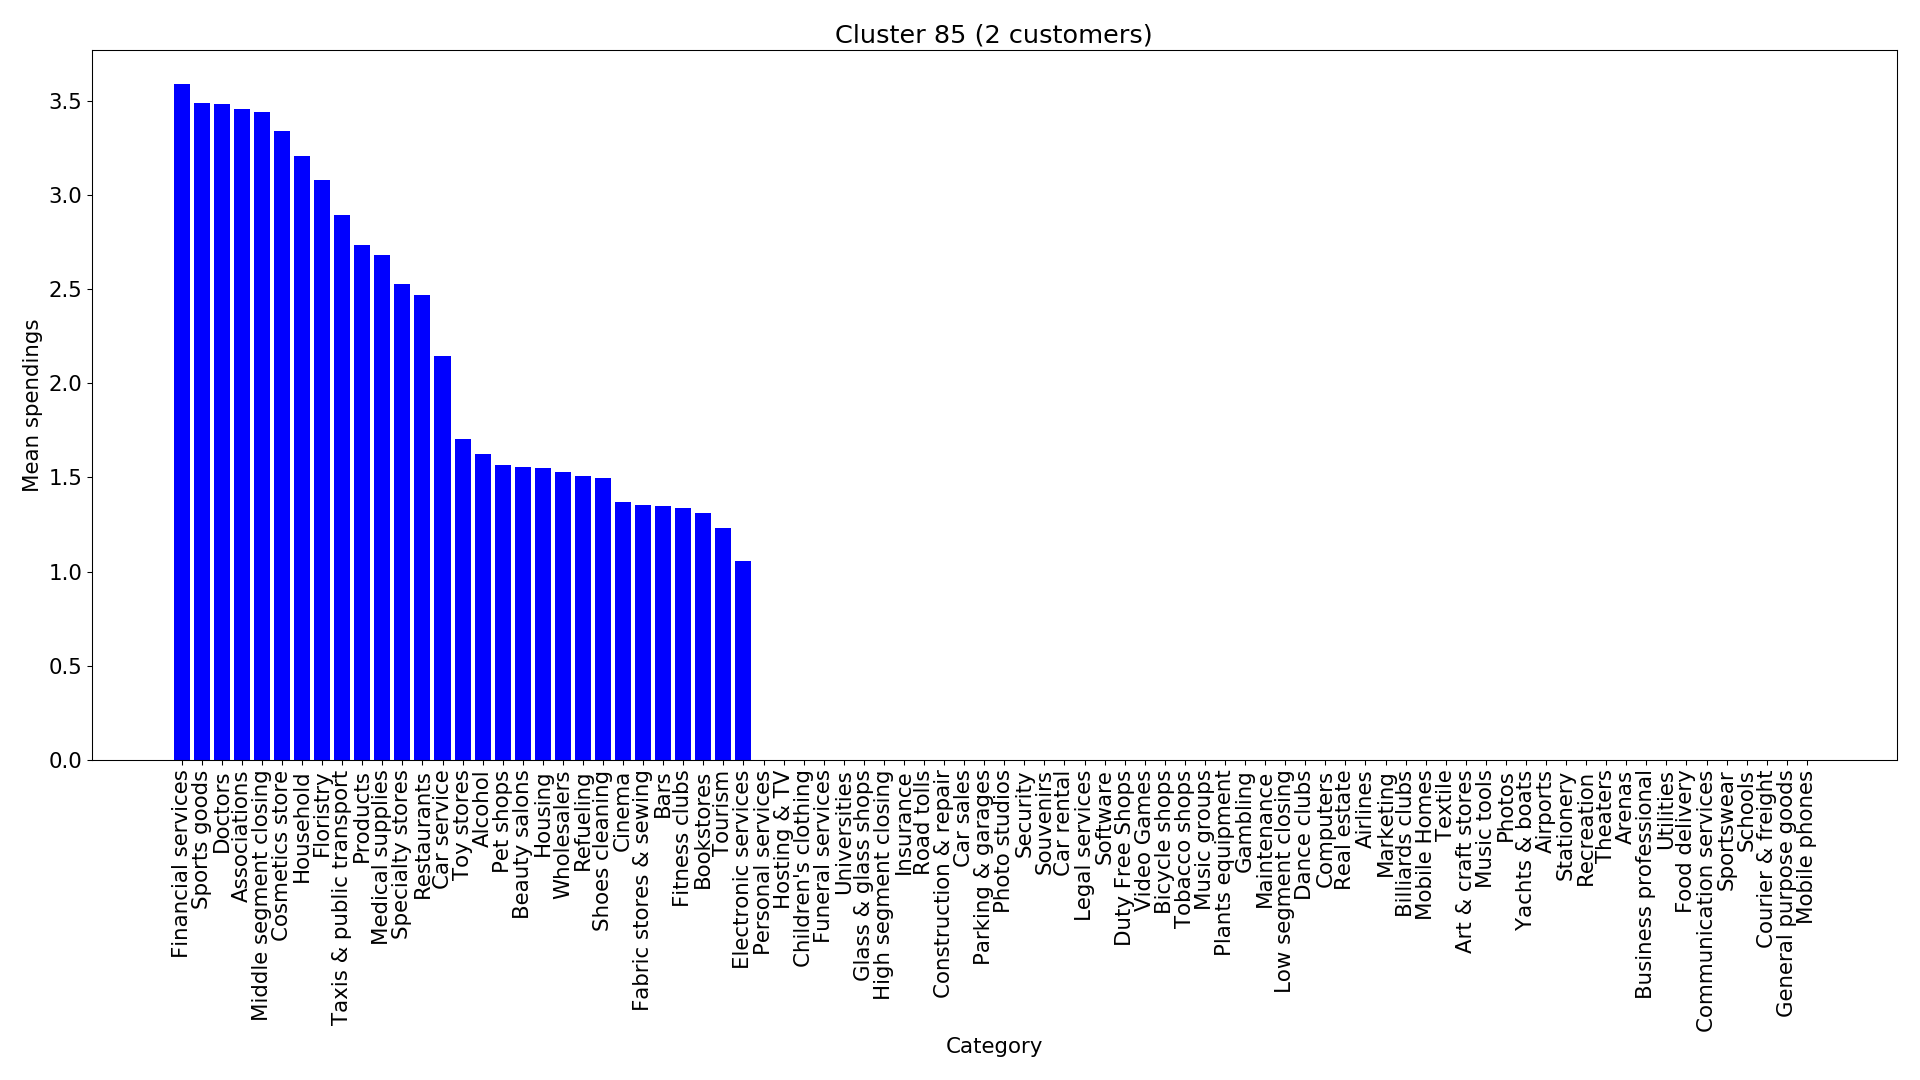 Cluster 85 (2 customers)
Mean spendings
3.5
3.0
2.5
2.0
1.5
1.0
0.5
0.0
Financial services
Sports goods
Doctors
Associations
Middle segment closing
Cosmetics store
Household
Floristry
Taxis & public transport
Products
Medical supplies
Specialty stores
Restaurants
Car service
Toy stores
Alcohol
Pet shops
Beauty salons
Housing
Wholesalers
Refueling
Shoes cleaning
Cinema
Fabric stores & sewing
Bars
Fitness clubs
Bookstores
Tourism
Electronic services
Personal services
Hosting & TV
Children's clothing
Funeral services
Universities
Glass & glass shops
High segment closing
Insurance
Road tolls
Construction & repair
Car sales
Parking & garages
Photo studios
Security
Souvenirs
Car rental
Legal services
Software
Duty Free Shops
Video Games
Bicycle shops
Tobacco shops
Music groups
Plants equipment
Gambling
Maintenance
Low segment closing
Dance clubs
Computers
Real estate
Airlines
Marketing
Billiards clubs
Mobile Homes
Textile
Art & craft stores
Music tools
Photos
Yachts & boats
Airports
Stationery
Recreation
Theaters
Arenas
Business professional
Utilities
Food delivery
Communication services
Sportswear
Schools
Courier & freight
General purpose goods
Mobile phones
Category